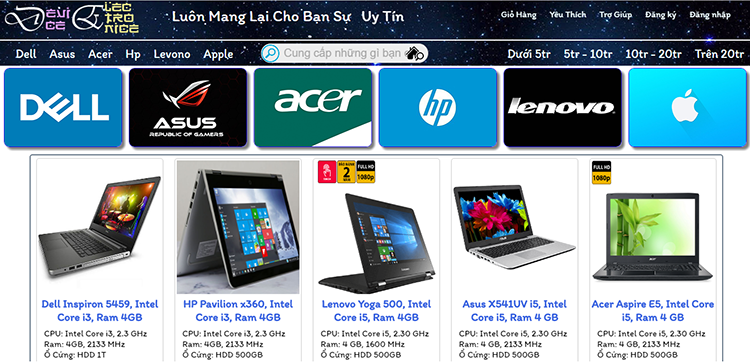 DEVI
CE
ELEC
TRO
NICE
Luôn Mang Lại Cho Bạn Sự Uy Tín
Giỏ Hàng Yêu Thích Trợ Giúp Đăng ký Đăng nhập
Dell Asus Acer Hp Levono Apple
Cung cấp những gì bạn
Dưới 5tr 5tr - 10tr 10tr - 20tr Trên 20tr
DELL
ASUS
REPUBLIC OF GAMERS
acer
hp
lenovo
BẢO HÀNH
2
NĂM
FULL HD
1080p
FULL HD
1080p
Dell Inspiron 5459, Intel
Core i3, Ram 4GB
CPU: Intel Core i3, 2.3 GHz
Ram: 4GB, 2133 MHz
Ổ Cứng: HDD 1T
HP Pavilion x360, Intel
Core i3, Ram 4GB
CPU: Intel Core i3, 2.3 GHz
Ram: 4GB, 2133 MHz
Ổ Cứng: HDD 500GB
Lenovo Yoga 500, Intel
Core i5, Ram 4GB
CPU: Intel Core i5, 2.30 GHz
Ram: 4 GB, 1600 MHz
Ổ Cứng: HDD 500GB
Asus X541UV i5, Intel
Core i5, Ram 4 GB
CPU: Intel Core i5, 2.30 GHz
Ram: 4 GB, 2133 MHz
Ổ Cứng: HDD 500GB
Acer Aspire E5, Intel Core
i5, Ram 4 GB
CPU: Intel Core i5, 2.30 GHz
Ram: 4 GB, 2133 GB
Ổ Cứng: HDD 500GB